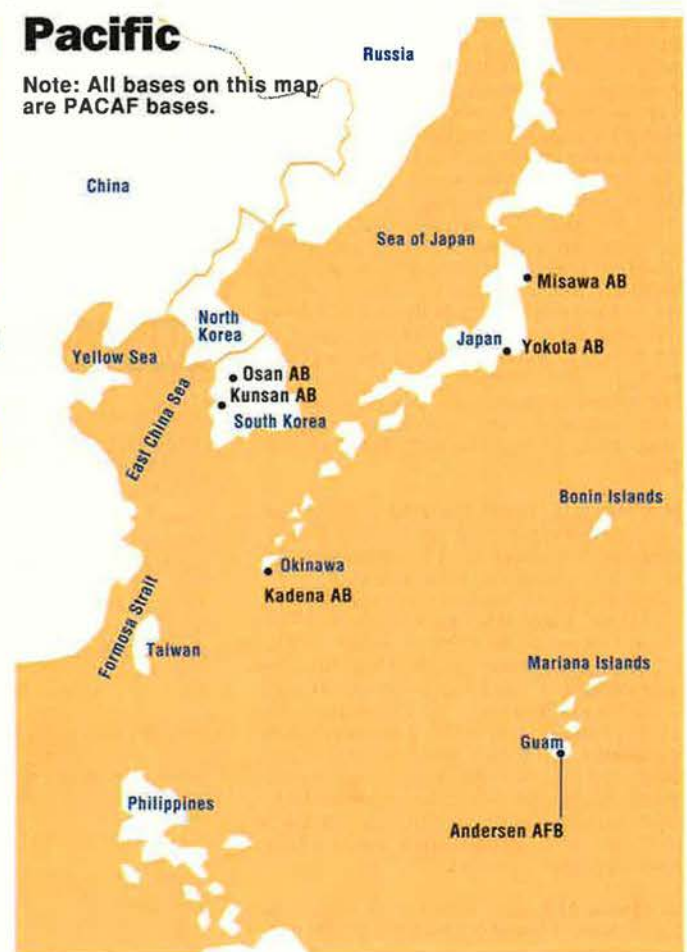 Pacific
Note: All bases on this map
are PACAF bases.
Russia
China
Sea of Japan
Misawa AB
North
Korea
Japan
Yokota AB
Yellow Sea
Osan AB
Kunsan AB
South Korea
East China Sea
Bonin Islands
Okinawa
Kadena AB
Formosa Strait
Taiwan
Mariana Islands
Guam
Philippines
Andersen AFB